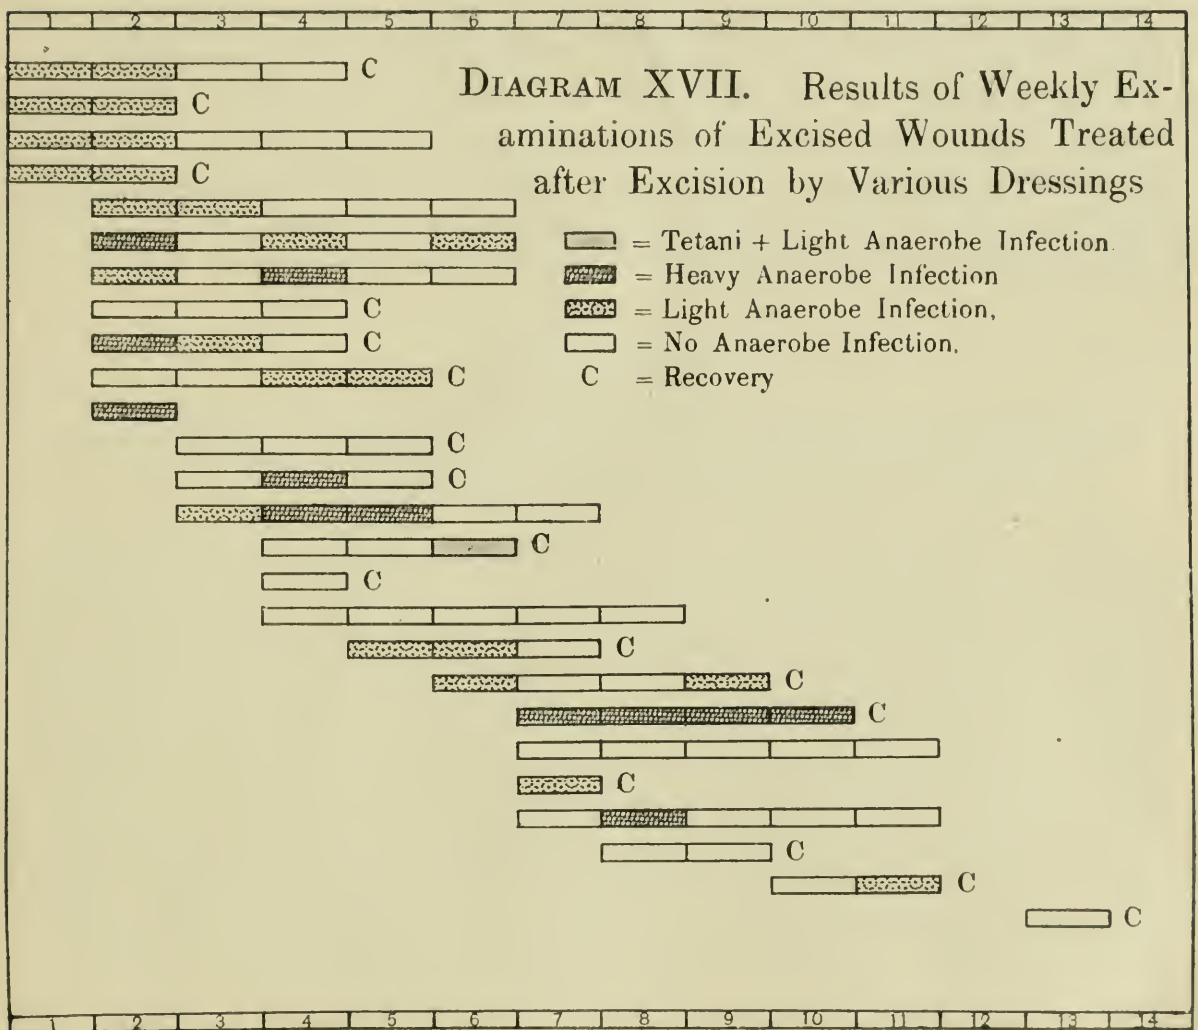 1 2 3 4 5 6 7 8 9 10 11 12 13 14
C
DIAGRAM XVII. Results of Weekly Ex-
C
aminations of Excised Wounds Treated
C
after Excision by Various Dressings
= Tetani + Light Anaerobe Infection.
= Heavy Anaerobe Infection
C
= Light Anaerobe Infection,
C
= No Anaerobe Infection,
C
C = Recovery
C
C
C
C
C
C
C
C
C
C
C
1 2 3 4 5 6 7 8 9 10 11 12 13 14